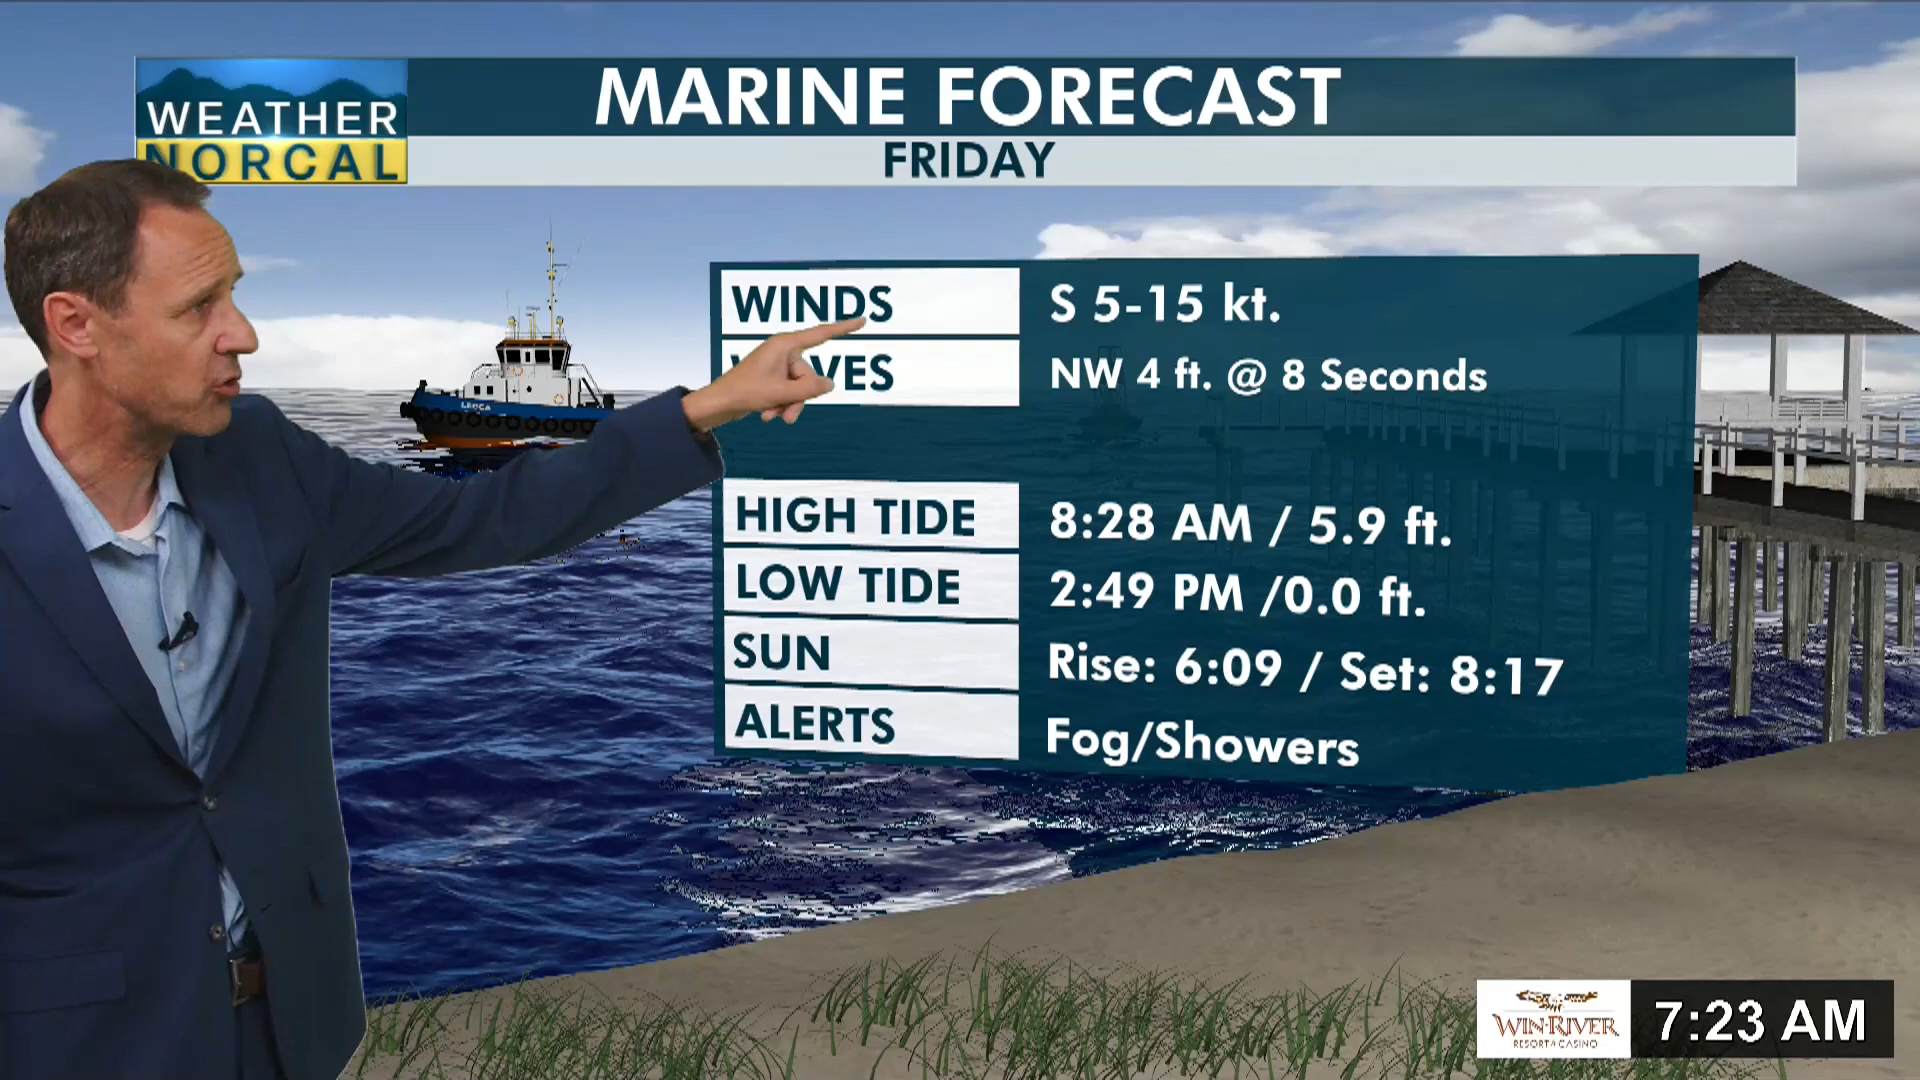 WEATHER
NORCAL
MARINE FORECAST
FRIDAY
WINDS S 5-15 kt.
WAVES NW 4 ft. @ 8 Seconds
HIGH TIDE 8:28 AM / 5.9 ft.
LOW TIDE 2:49 PM /0.0 ft.
SUN Rise: 6:09 / Set: 8:17
ALERTS Fog/Showers
WIN-RIVER
RESORT & CASINO
7:23 AM